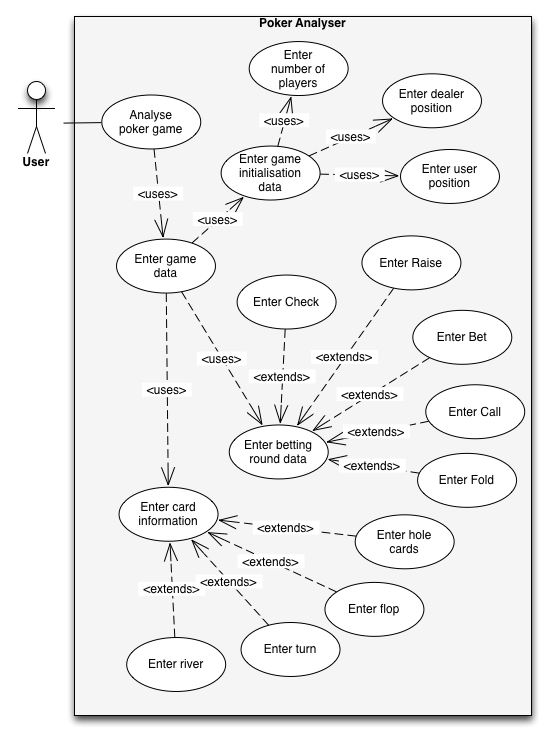 Poker Analyser
Enter
number of
players
Enter dealer
position
Analyse
poker game
<uses>
<uses>
User
Enter game
initialisation
data
<uses>
Enter user
position
<uses>
<uses>
Enter game
data
Enter Raise
Enter Check
Enter Bet
<uses>
<extends>
<extends>
<uses>
<extends>
Enter Call
<extends>
Enter betting
round data
<extends>
Enter Fold
Enter card
information
<extends>
Enter hole
cards
<extends>
<extends>
<extends>
Enter flop
Enter turn
Enter river